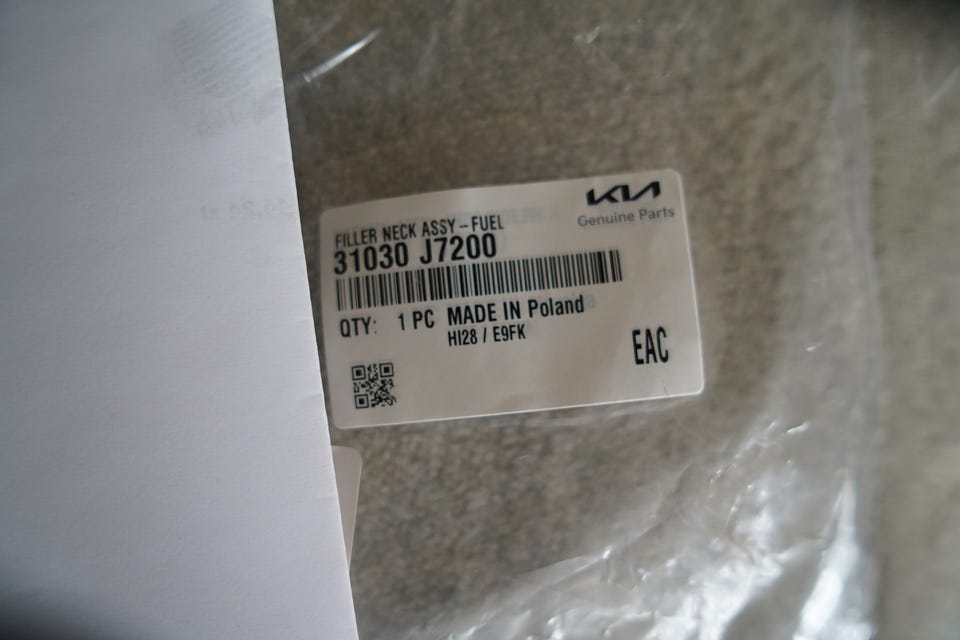 KIA
Genuine Parts
FILLER NECK ASSY – FUEL
31030 J7200
QTY: 1 PC MADE IN Poland
HI28 / E9FK
EAC